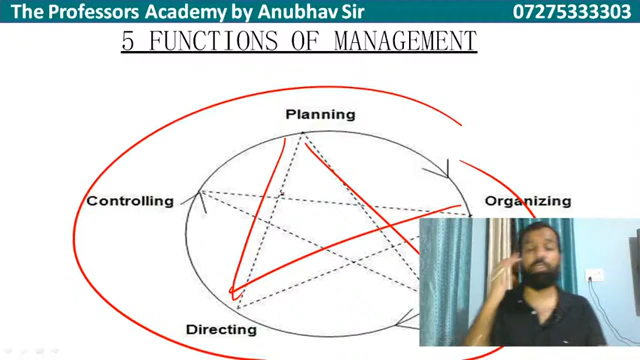 The Professors Academy by Anubhav Sir 07275333303
5 FUNCTIONS OF MANAGEMENT
Planning
Controlling
Organizing
Directing